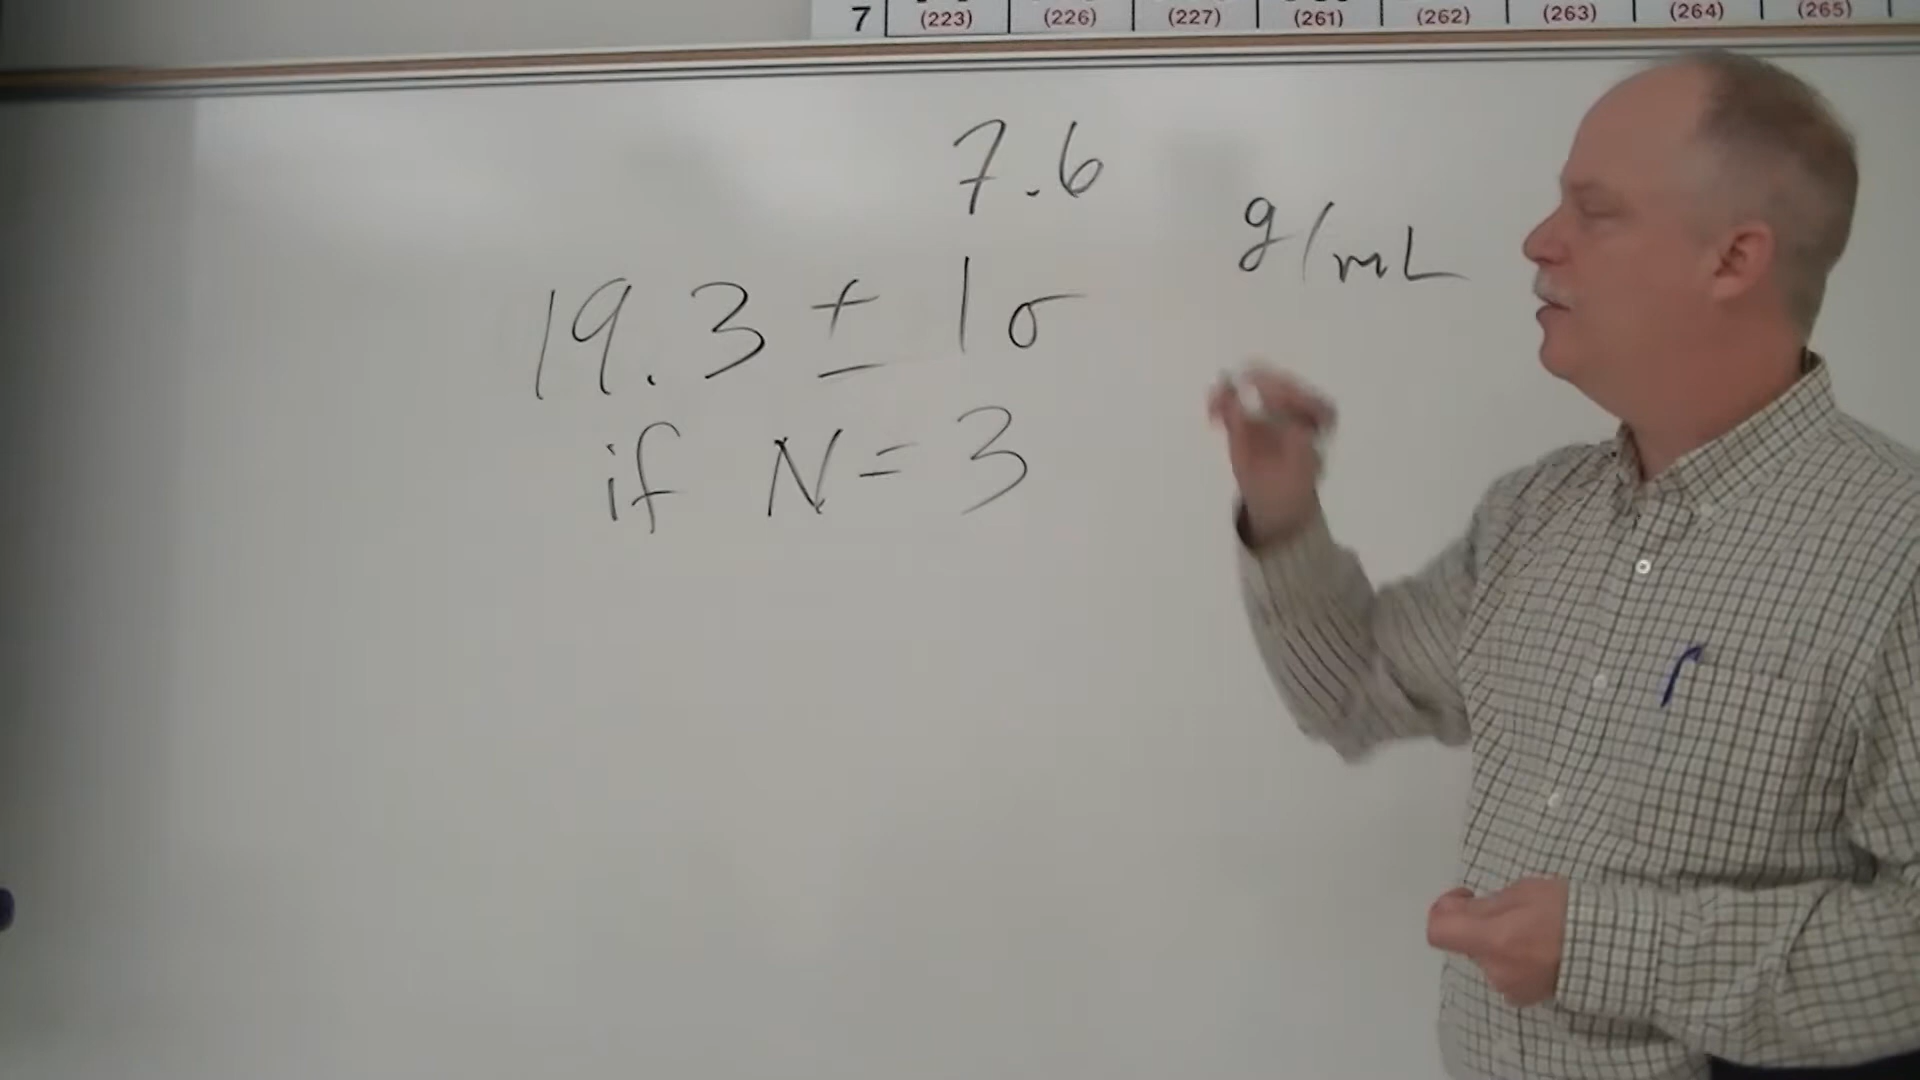 7 (223) (226) (227) (261) (262) (263) (264) (265)
7.6
g/mL
19.3 ± 1σ
if N = 3